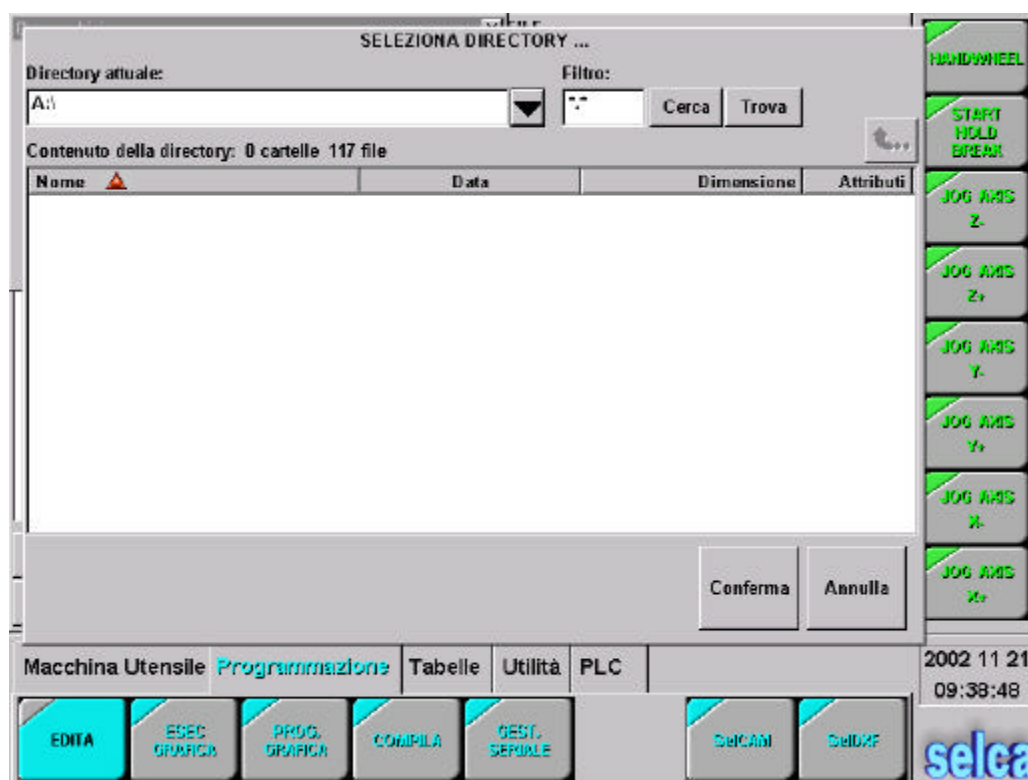 SELEZIONA DIRECTORY ...
Directory attuale:
Filtro:
A:\
*.*
Cerca
Trova
Contenuto della directory: 0 cartelle 117 file
Nome
Data
Dimensione
Attributi
Conferma
Annulla
HANDWHEEL
START
HOLD
BREAK
JOG AXIS
Z-
JOG AXIS
Z+
JOG AXIS
Y-
JOG AXIS
Y+
JOG AXIS
X-
JOG AXIS
X+
Macchina Utensile
Programmazione
Tabelle
Utilità
PLC
2002 11 21
09:38:48
EDITA
ESEC
GRAFICA
PROG.
GRAFICA
COMPILA
GEST.
SERIALE
SelCAM
SelDXF
selca